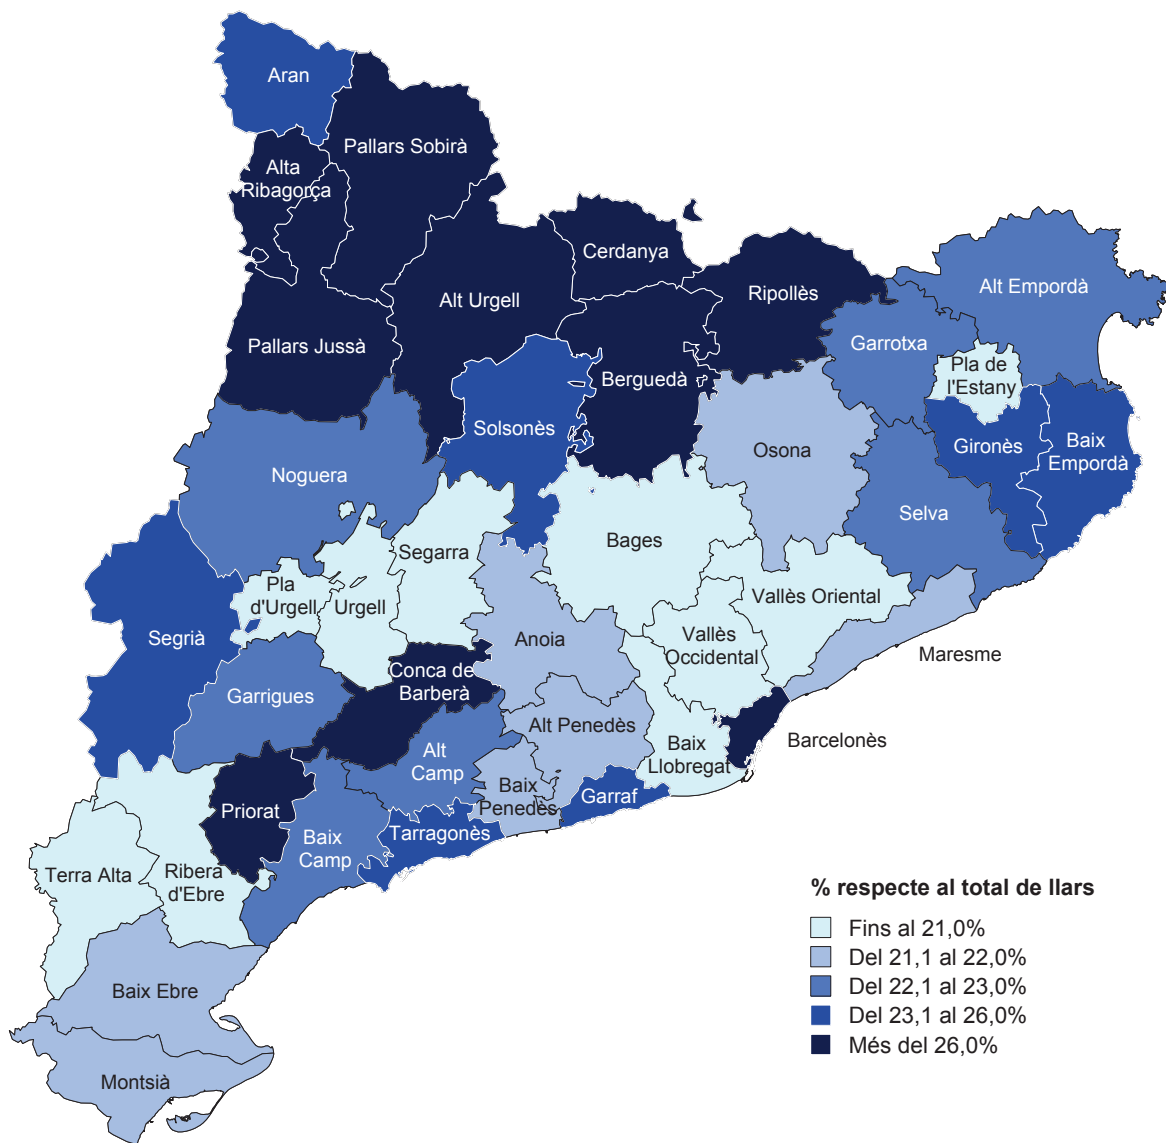 Aran
Pallars Sobirà
Alta
Ribagorça
Cerdanya
Ripollès
Alt Empordà
Alt Urgell
Pallars Jussà
Garrotxa
Pla de
l'Estany
Berguedà
Solsonès
Gironès
Baix
Empordà
Osona
Noguera
Selva
Bages
Segarra
Pla
d'Urgell
Urgell
Vallès Oriental
Segrià
Anoia
Vallès
Occidental
Maresme
Conca de
Barberà
Garrigues
Alt Penedès
Barcelonès
Alt
Camp
Baix
Llobregat
Baix
Penedès
Garraf
Priorat
Baix
Camp
Tarragonès
Terra Alta
Ribera
d'Ebre
Baix Ebre
Montsià
% respecte al total de llars
Fins al 21,0%
Del 21,1 al 22,0%
Del 22,1 al 23,0%
Del 23,1 al 26,0%
Més del 26,0%